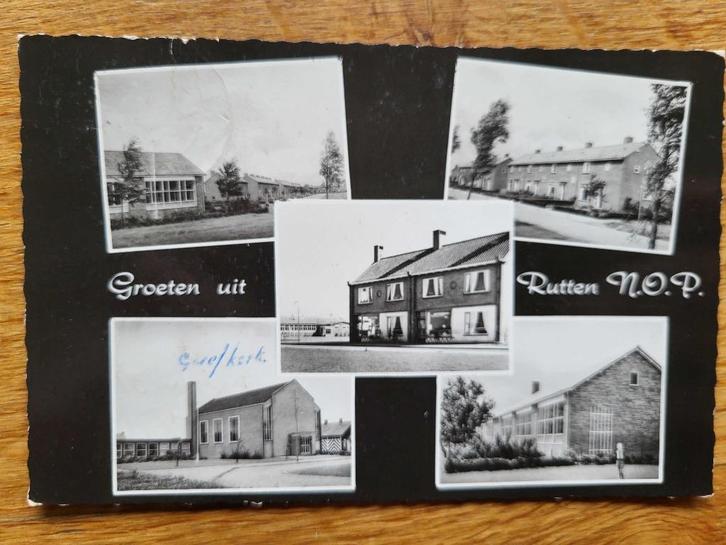 Groeten uit Rutten N.O.P.
Geref kerk.